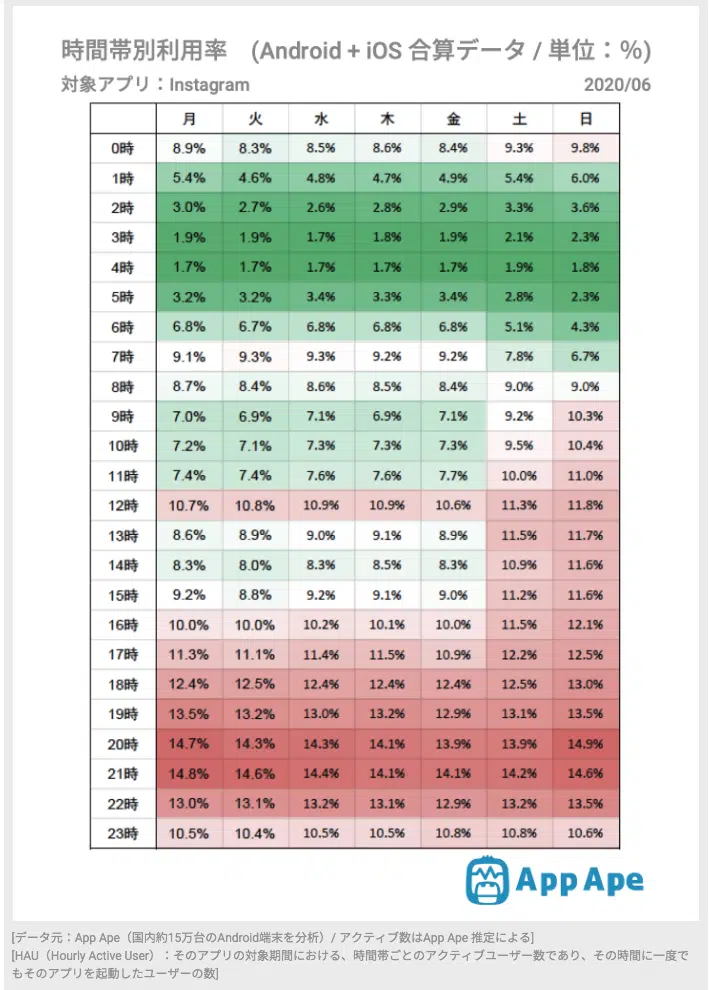 時間帯別利用率 (Android + iOS 合算データ / 単位：%)
対象アプリ：Instagram 2020/06
月 火 水 木 金 土 日
0時 8.9% 8.3% 8.5% 8.6% 8.4% 9.3% 9.8%
1時 5.4% 4.6% 4.8% 4.7% 4.9% 5.4% 6.0%
2時 3.0% 2.7% 2.6% 2.8% 2.9% 3.3% 3.6%
3時 1.9% 1.9% 1.7% 1.8% 1.9% 2.1% 2.3%
4時 1.7% 1.7% 1.7% 1.7% 1.7% 1.9% 1.8%
5時 3.2% 3.2% 3.4% 3.3% 3.4% 2.8% 2.3%
6時 6.8% 6.7% 6.8% 6.8% 6.8% 5.1% 4.3%
7時 9.1% 9.3% 9.3% 9.2% 9.2% 7.8% 6.7%
8時 8.7% 8.4% 8.6% 8.5% 8.4% 9.0% 9.0%
9時 7.0% 6.9% 7.1% 6.9% 7.1% 9.2% 10.3%
10時 7.2% 7.1% 7.3% 7.3% 7.3% 9.5% 10.4%
11時 7.4% 7.4% 7.6% 7.6% 7.7% 10.0% 11.0%
12時 10.7% 10.8% 10.9% 10.9% 10.6% 11.3% 11.8%
13時 8.6% 8.9% 9.0% 9.1% 8.9% 11.5% 11.7%
14時 8.3% 8.0% 8.3% 8.5% 8.3% 10.9% 11.6%
15時 9.2% 8.8% 9.2% 9.1% 9.0% 11.2% 11.6%
16時 10.0% 10.0% 10.2% 10.1% 10.0% 11.5% 12.1%
17時 11.3% 11.1% 11.4% 11.5% 10.9% 12.2% 12.5%
18時 12.4% 12.5% 12.4% 12.4% 12.4% 12.5% 13.0%
19時 13.5% 13.2% 13.0% 13.2% 12.9% 13.1% 13.5%
20時 14.7% 14.3% 14.3% 14.1% 13.9% 13.9% 14.9%
21時 14.8% 14.6% 14.4% 14.1% 14.1% 14.2% 14.6%
22時 13.0% 13.1% 13.2% 13.1% 12.9% 13.2% 13.5%
23時 10.5% 10.4% 10.5% 10.5% 10.8% 10.8% 10.6%
App Ape
[データ元：App Ape（国内約15万台のAndroid端末を分析）/ アクティブ数はApp Ape 推定による]
[HAU（Hourly Active User）：そのアプリの対象期間における、時間帯ごとのアクティブユーザー数であり、その時間に一度で
もそのアプリを起動したユーザーの数]